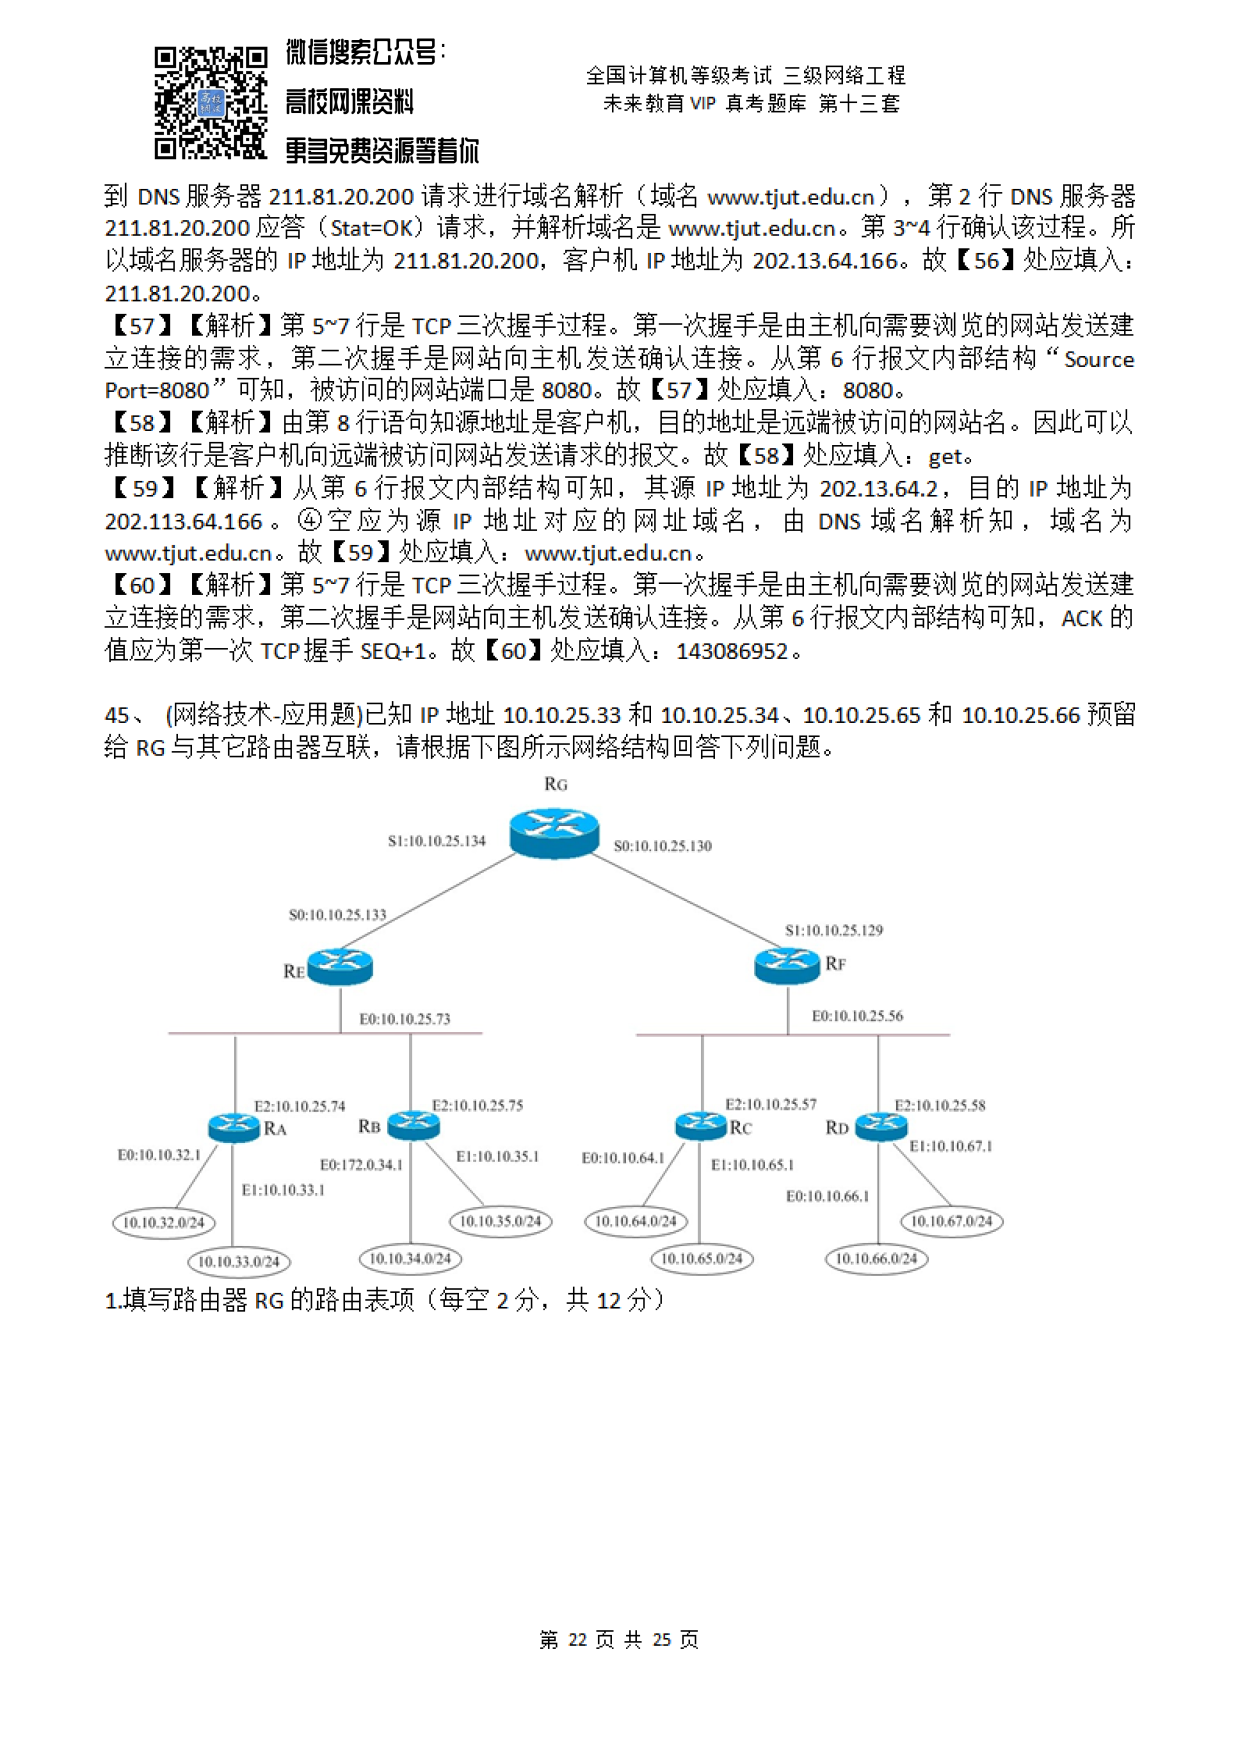 微信搜索公众号：
高校网课资料
更多免费资源等着你
全国计算机等级考试 三级网络工程
未来教育 VIP 真考题库 第十三套
到 DNS 服务器 211.81.20.200 请求进行域名解析（域名 www.tjut.edu.cn），第 2 行 DNS 服务器
211.81.20.200 应答（Stat=OK）请求，并解析域名是 www.tjut.edu.cn。第 3~4 行确认该过程。所
以域名服务器的 IP 地址为 211.81.20.200，客户机 IP 地址为 202.13.64.166。故【56】处应填入：
211.81.20.200。
【57】【解析】第 5~7 行是 TCP 三次握手过程。第一次握手是由主机向需要浏览的网站发送建
立连接的需求，第二次握手是网站向主机发送确认连接。从第 6 行报文内部结构“Source
Port=8080”可知，被访问的网站端口是 8080。故【57】处应填入：8080。
【58】【解析】由第 8 行语句知源地址是客户机，目的地址是远端被访问的网站名。因此可以
推断该行是客户机向远端被访问网站发送请求的报文。故【58】处应填入：get。
【59】【解析】从第 6 行报文内部结构可知，其源 IP 地址为 202.13.64.2，目的 IP 地址为
202.113.64.166。④空应为源 IP 地址对应的网址域名，由 DNS 域名解析知，域名为
www.tjut.edu.cn。故【59】处应填入：www.tjut.edu.cn。
【60】【解析】第 5~7 行是 TCP 三次握手过程。第一次握手是由主机向需要浏览的网站发送建
立连接的需求，第二次握手是网站向主机发送确认连接。从第 6 行报文内部结构可知，ACK 的
值应为第一次 TCP 握手 SEQ+1。故【60】处应填入：143086952。
45、 (网络技术-应用题)已知 IP 地址 10.10.25.33 和 10.10.25.34、10.10.25.65 和 10.10.25.66 预留
给 RG 与其它路由器互联，请根据下图所示网络结构回答下列问题。
RG
S1:10.10.25.134
S0:10.10.25.130
S0:10.10.25.133
S1:10.10.25.129
RE
RF
E0:10.10.25.73
E0:10.10.25.56
E2:10.10.25.74
E2:10.10.25.75
E2:10.10.25.57
E2:10.10.25.58
RA
RB
RC
RD
E0:10.10.32.1
E0:172.0.34.1
E1:10.10.35.1
E0:10.10.64.1
E1:10.10.65.1
E1:10.10.67.1
E1:10.10.33.1
E0:10.10.66.1
10.10.32.0/24
10.10.35.0/24
10.10.64.0/24
10.10.67.0/24
10.10.33.0/24
10.10.34.0/24
10.10.65.0/24
10.10.66.0/24
1.填写路由器 RG 的路由表项（每空 2 分，共 12 分）
第 22 页 共 25 页